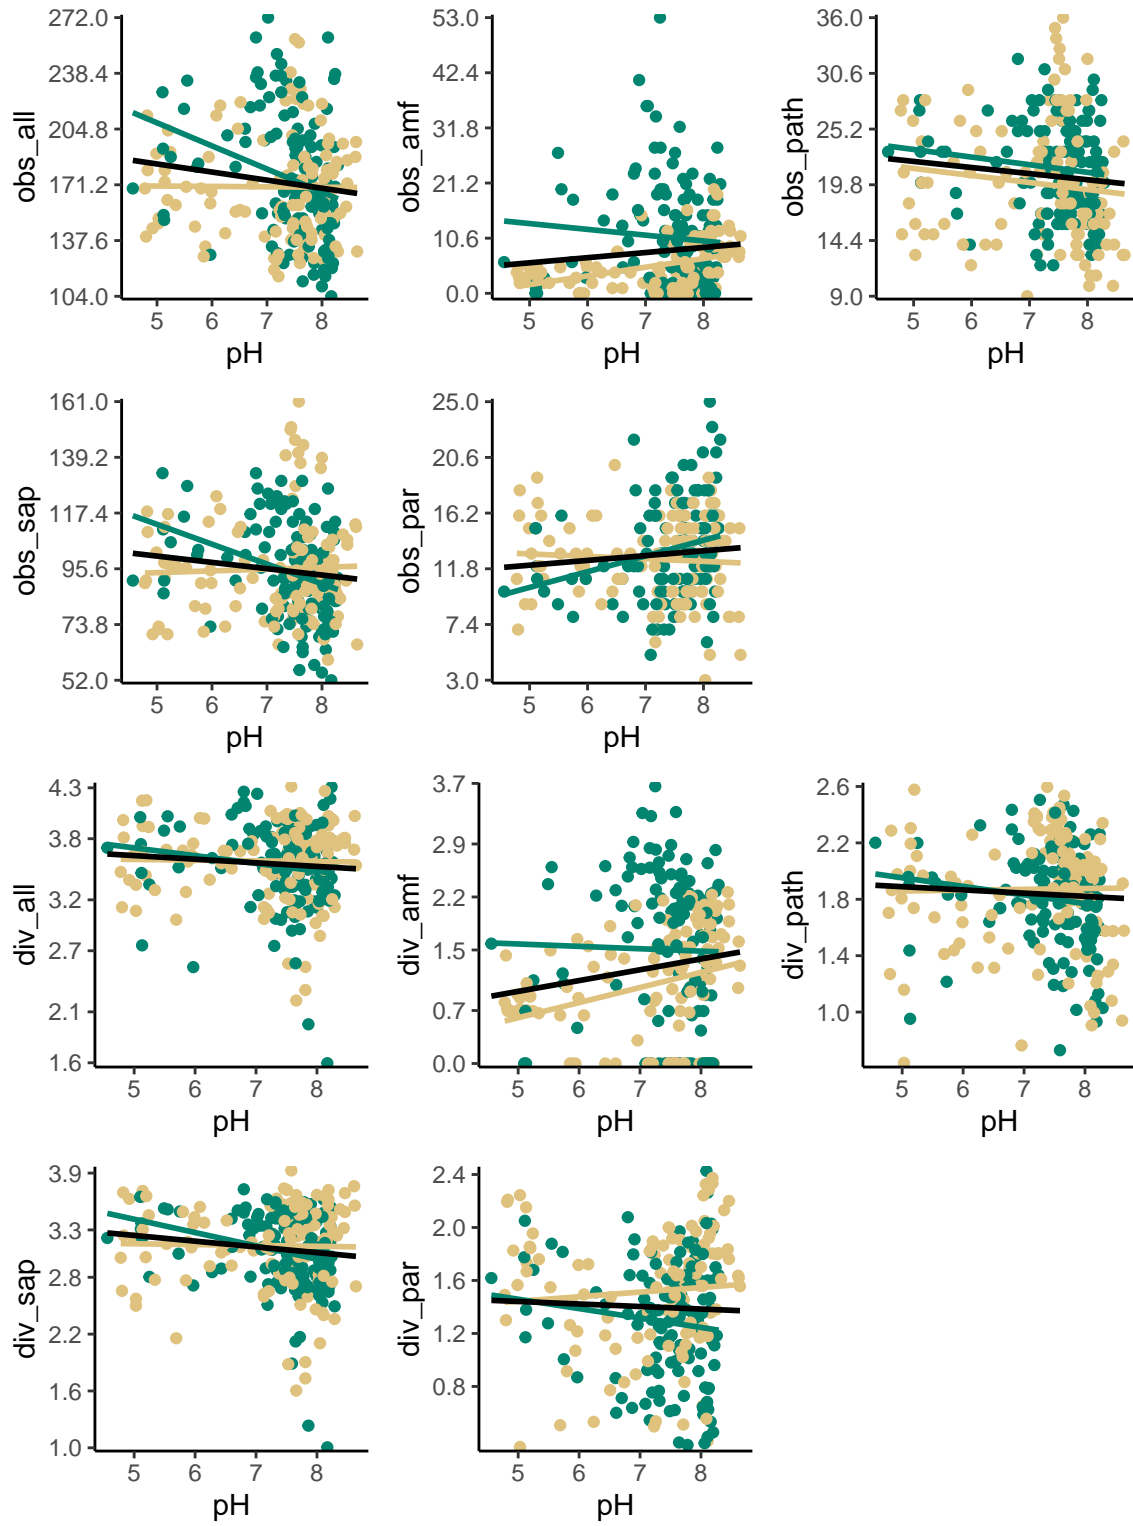 272.0
238.4
204.8
171.2
137.6
104.0
obs_all
5 6 7 8
pH
53.0
42.4
31.8
21.2
10.6
0.0
obs_amf
5 6 7 8
pH
36.0
30.6
25.2
19.8
14.4
9.0
obs_path
5 6 7 8
pH
161.0
139.2
117.4
95.6
73.8
52.0
obs_sap
5 6 7 8
pH
25.0
20.6
16.2
11.8
7.4
3.0
obs_par
5 6 7 8
pH
4.3
3.8
3.2
2.7
2.1
1.6
div_all
5 6 7 8
pH
3.7
2.9
2.2
1.5
0.7
0.0
div_amf
5 6 7 8
pH
2.6
2.2
1.8
1.4
1.0
div_path
5 6 7 8
pH
3.9
3.3
2.8
2.2
1.6
1.0
div_sap
5 6 7 8
pH
2.4
2.0
1.6
1.2
0.8
div_par
5 6 7 8
pH